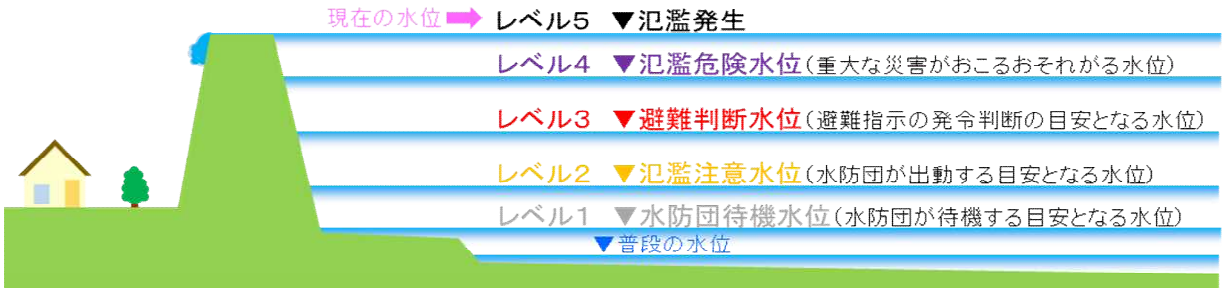 現在の水位 レベル5 ▼氾濫発生
レベル4 ▼氾濫危険水位(重大な災害がおこるおそれがる水位)
レベル3 ▼避難判断水位(避難指示の発令判断の目安となる水位)
レベル2 ▼氾濫注意水位(水防団が出動する目安となる水位)
レベル1 ▼水防団待機水位(水防団が待機する目安となる水位)
▼普段の水位